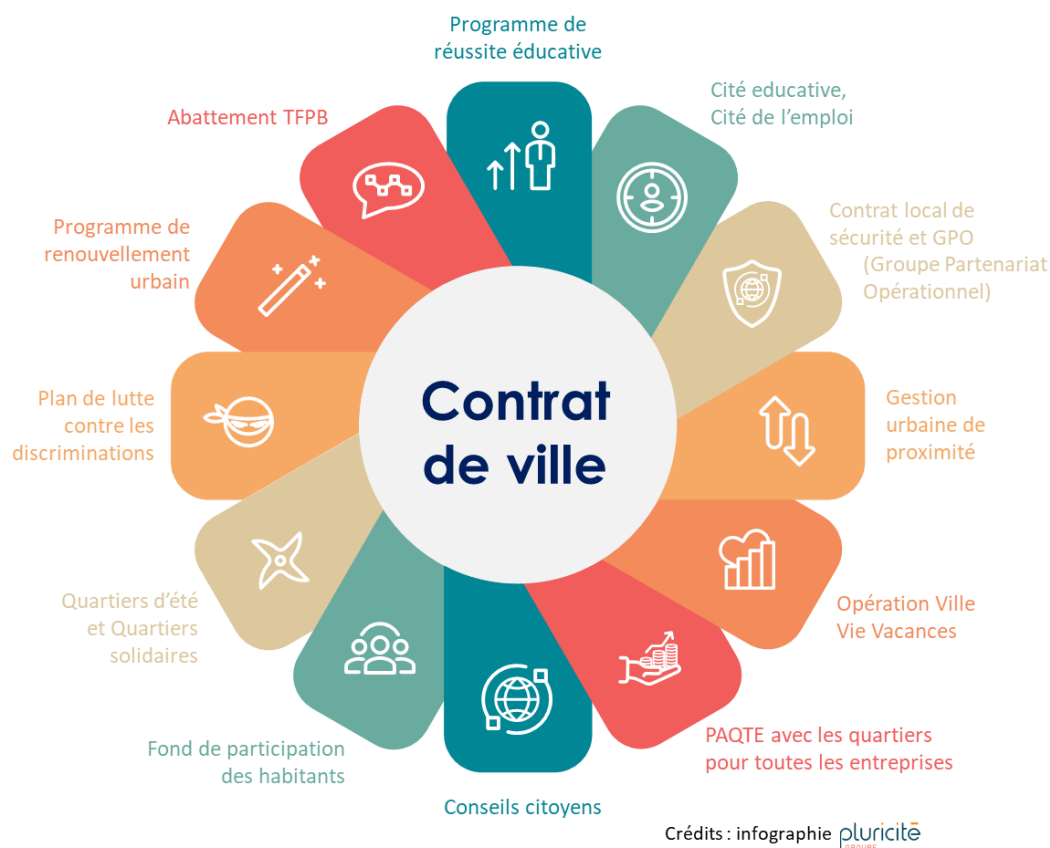 Programme de
réussite éducative
Cité educative,
Cité de l'emploi
Contrat local de
sécurité et GPO
(Groupe Partenariat
Opérationnel)
Gestion
urbaine de
proximité
Opération Ville
Vie Vacances
PAQTE avec les quartiers
pour toutes les entreprises
Conseils citoyens
Fond de participation
des habitants
Quartiers d'été
et Quartiers
solidaires
Plan de lutte
contre les
discriminations
Programme de
renouvellement
urbain
Abattement TFPB
Contrat
de ville
Crédits : infographie pluricité
GROUPE